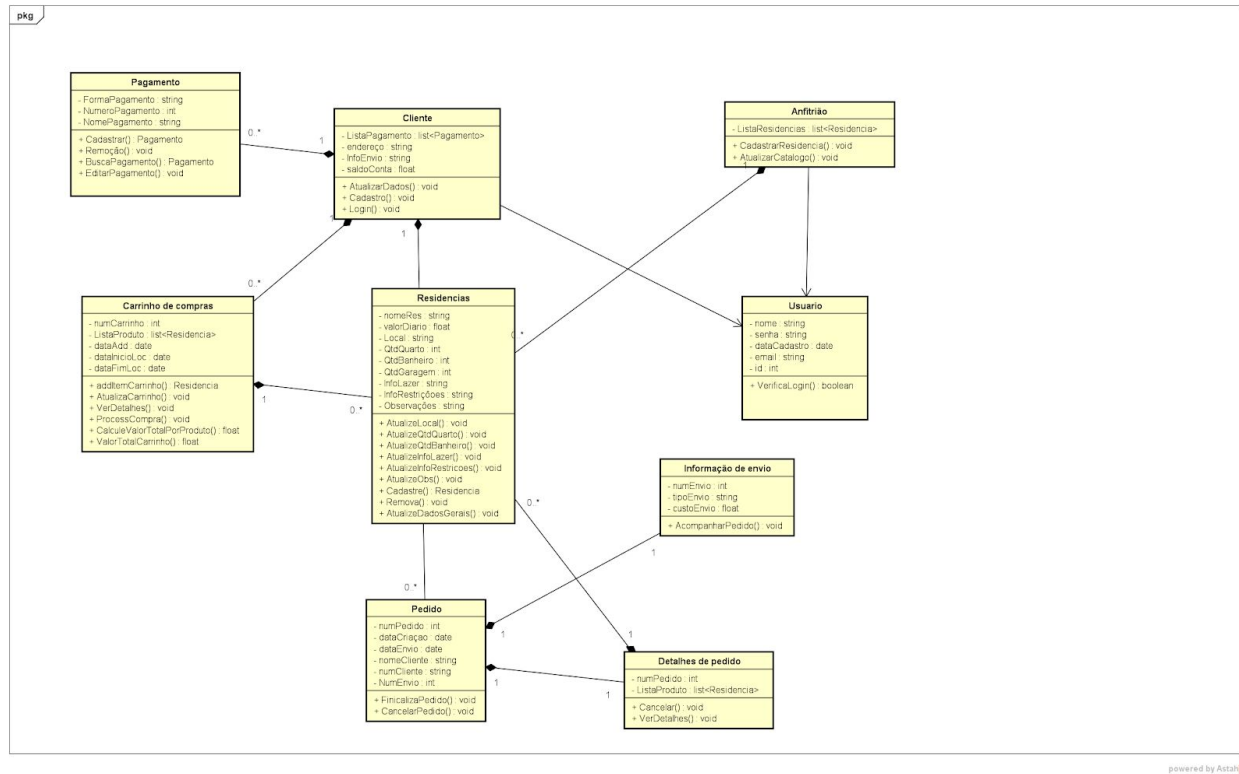 pkg
Pagamento
- FormaPagamento : string
- NumeroPagamento : int
- NomePagamento : string
+ Cadastrar() : Pagamento
+ Remoção() : void
+ BuscaPagamento() : Pagamento
+ EditarPagamento() : void
0..*
1
Cliente
- ListaPagamento : list<Pagamento>
- endereço : string
- InfoEnvio : string
- saldoConta : float
+ AtualizarDados() : void
+ Cadastro() : void
+ Login() : void
1
1
0..*
Anfitrião
- ListaResidencias : list<Residencia>
+ CadastrarResidencia() : void
+ AtualizarCatalogo() : void
1
0..*
Carrinho de compras
- numCarrinho : int
- ListaProduto : list<Residencia>
- dataAdd : date
- dataInicioLoc : date
- dataFimLoc : date
+ addItemCarrinho() : Residencia
+ AtualizaCarrinho() : void
+ VerDetalhes() : void
+ ProcessCompra() : void
+ CalculeValorTotalPorProduto() : float
+ ValorTotalCarrinho() : float
1
0..*
Residencias
- nomeRes : string
- valorDiario : float
- Local : string
- QtdQuarto : int
- QtdBanheiro : int
- QtdGaragem : int
- InfoLazer : string
- InfoRestriçõoes : string
- Observações : string
+ AtualizeLocal() : void
+ AtualizeQtdQuarto() : void
+ AtualizeQtdBanheiro() : void
+ AtualizeInfoLazer() : void
+ AtualizeInfoRestricoes() : void
+ AtualizeObs() : void
+ Cadastre() : Residencia
+ Remova() : void
+ AtualizeDadosGerais() : void
0..*
0..*
Usuario
- nome : string
- senha : string
- dataCadastro : date
- email : string
- id : int
+ VerificaLogin() : boolean
Informação de envio
- numEnvio : int
- tipoEnvio : string
- custoEnvio : float
+ AcompanharPedido() : void
1
Pedido
- numPedido : int
- dataCriaçao : date
- dataEnvio : date
- nomeCliente : string
- numCliente : string
- NumEnvio : int
+ FinicalizaPedido() : void
+ CancelarPedido() : void
1
1
1
1
Detalhes de pedido
- numPedido : int
- ListaProduto : list<Residencia>
+ Cancelar() : void
+ VerDetalhes() : void
powered by Astah